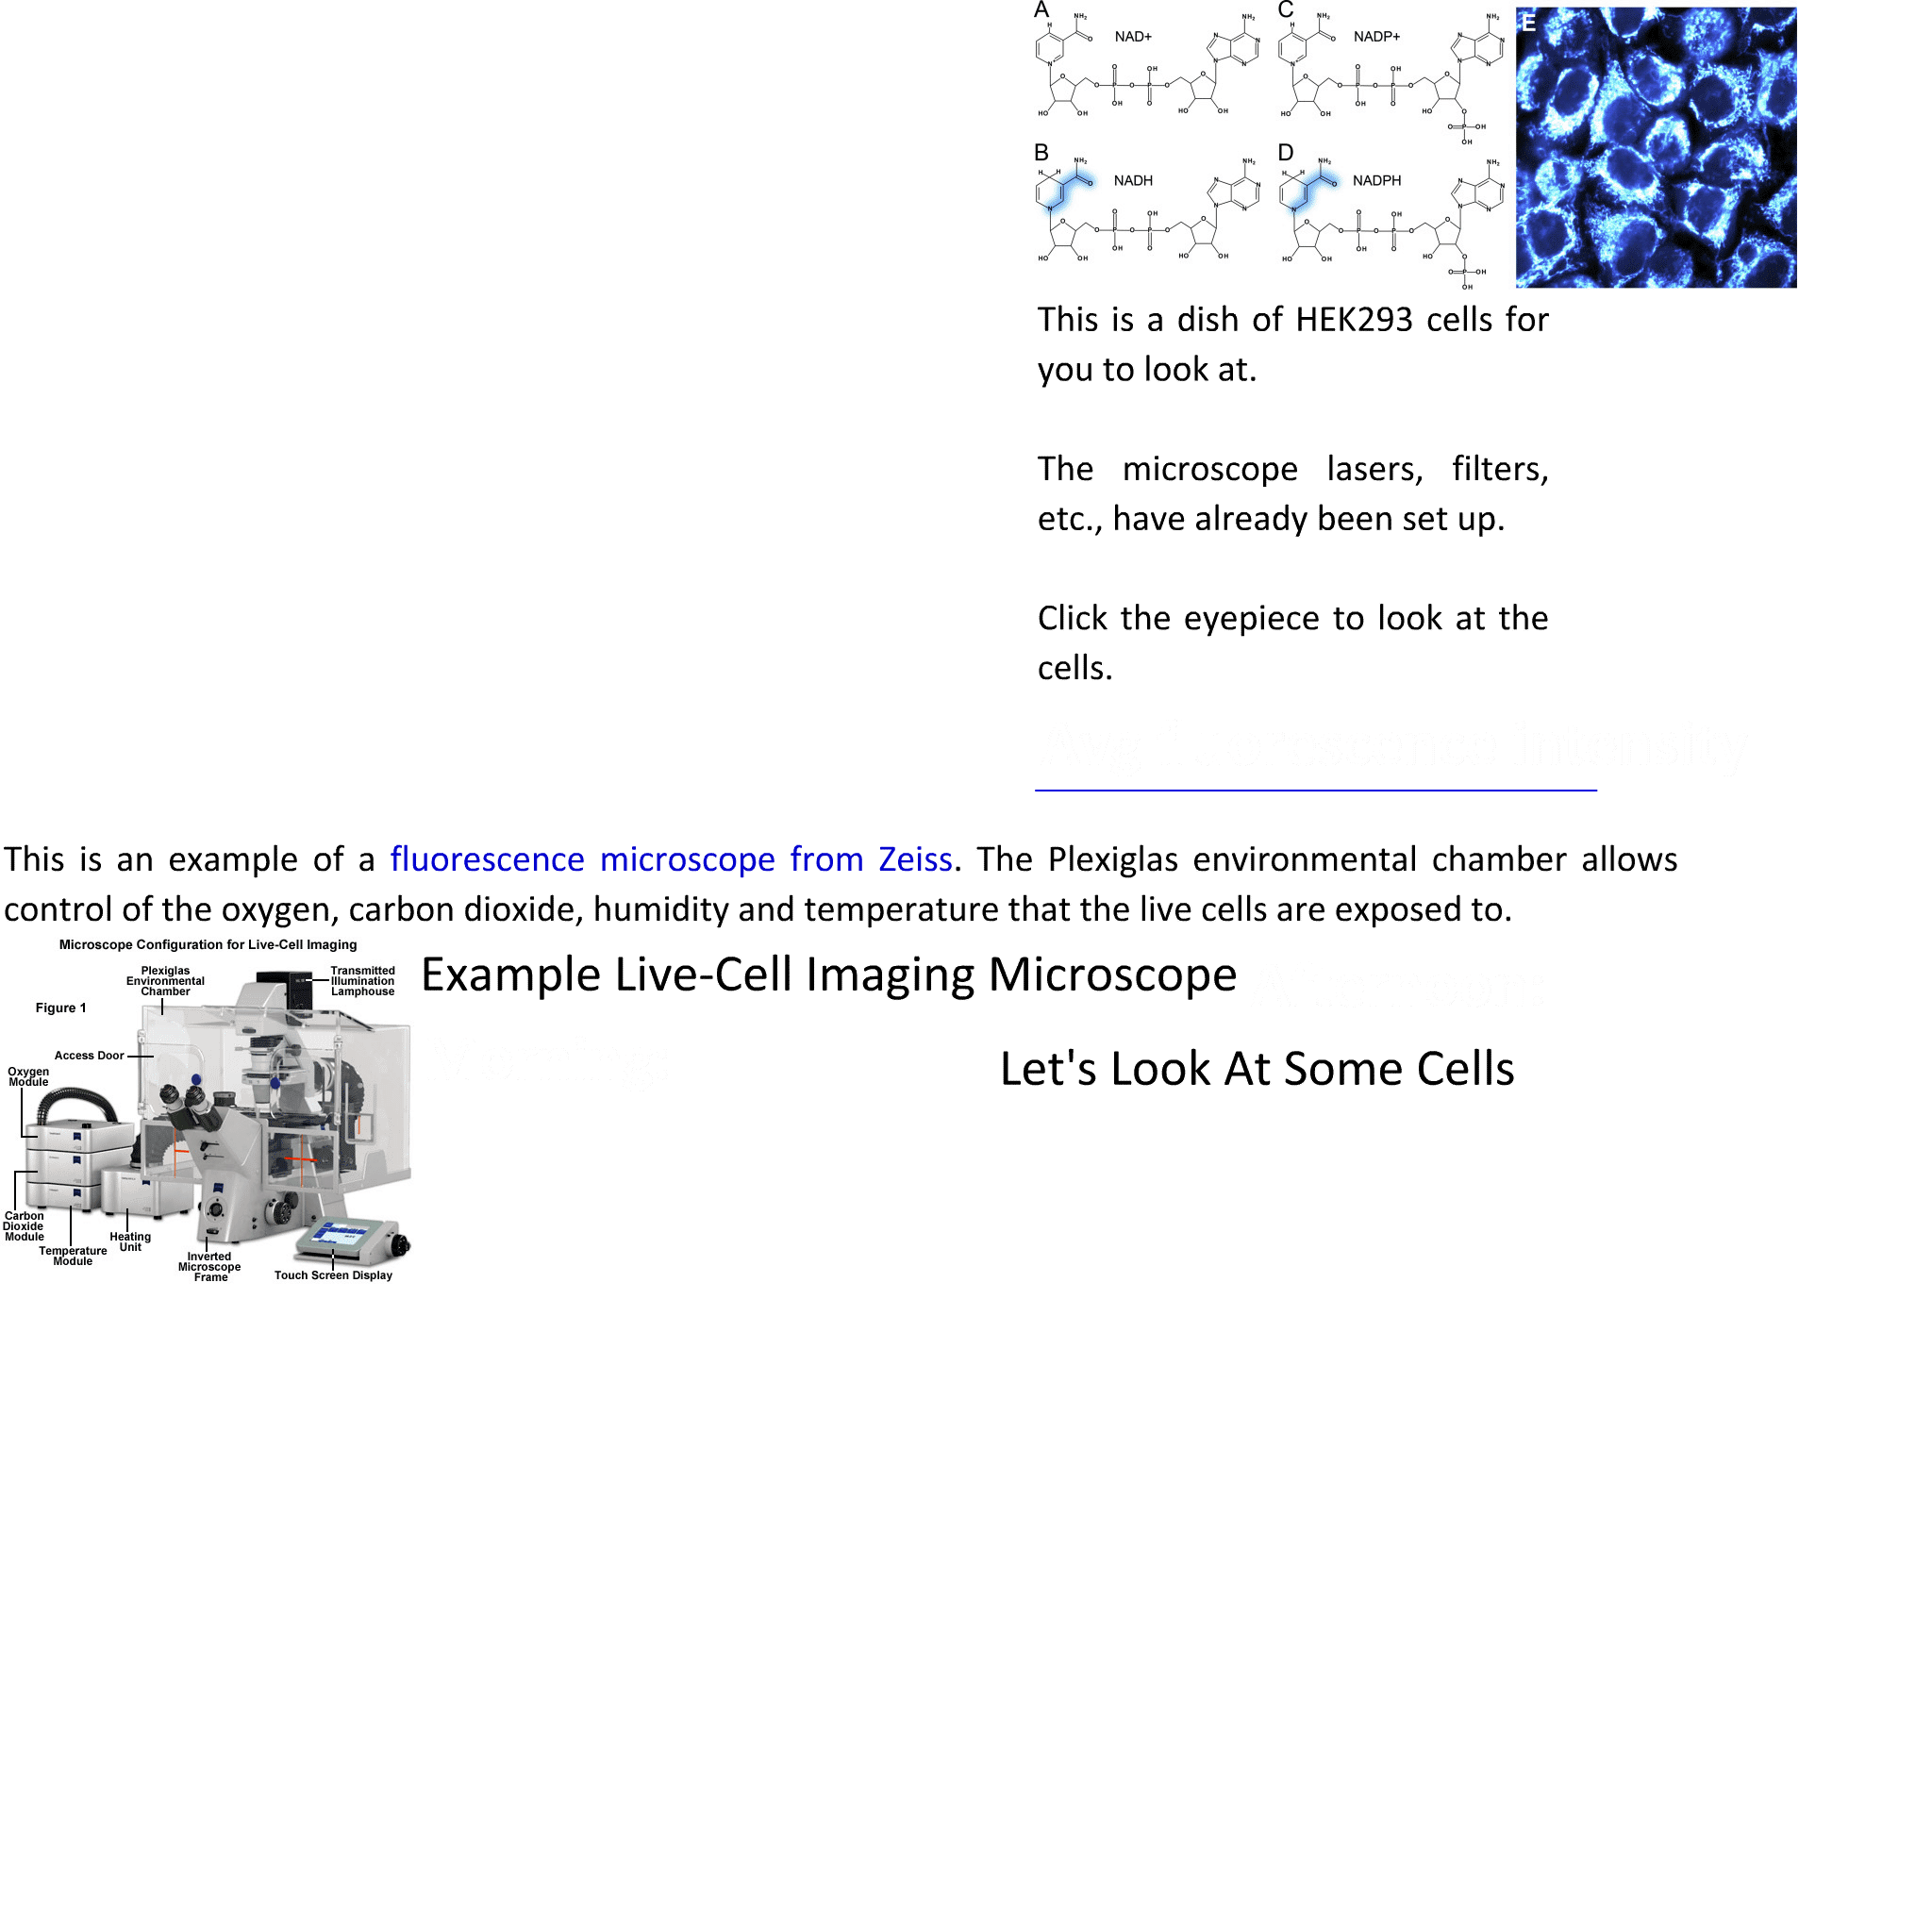 A
NAD+
C
NADP+
E
B
NADH
D
NADPH
This is a dish of HEK293 cells for
you to look at.
The microscope lasers, filters,
etc., have already been set up.
Click the eyepiece to look at the
cells.
This is an example of a fluorescence microscope from Zeiss. The Plexiglas environmental chamber allows
control of the oxygen, carbon dioxide, humidity and temperature that the live cells are exposed to.
Microscope Configuration for Live-Cell Imaging
Example Live-Cell Imaging Microscope
Plexiglas
Environmental
Chamber
Transmitted
Illumination
Lamphouse
Figure 1
Access Door
Let's Look At Some Cells
Oxygen
Module
Carbon
Dioxide
Module
Temperature
Module
Heating
Unit
Inverted
Microscope
Frame
Touch Screen Display